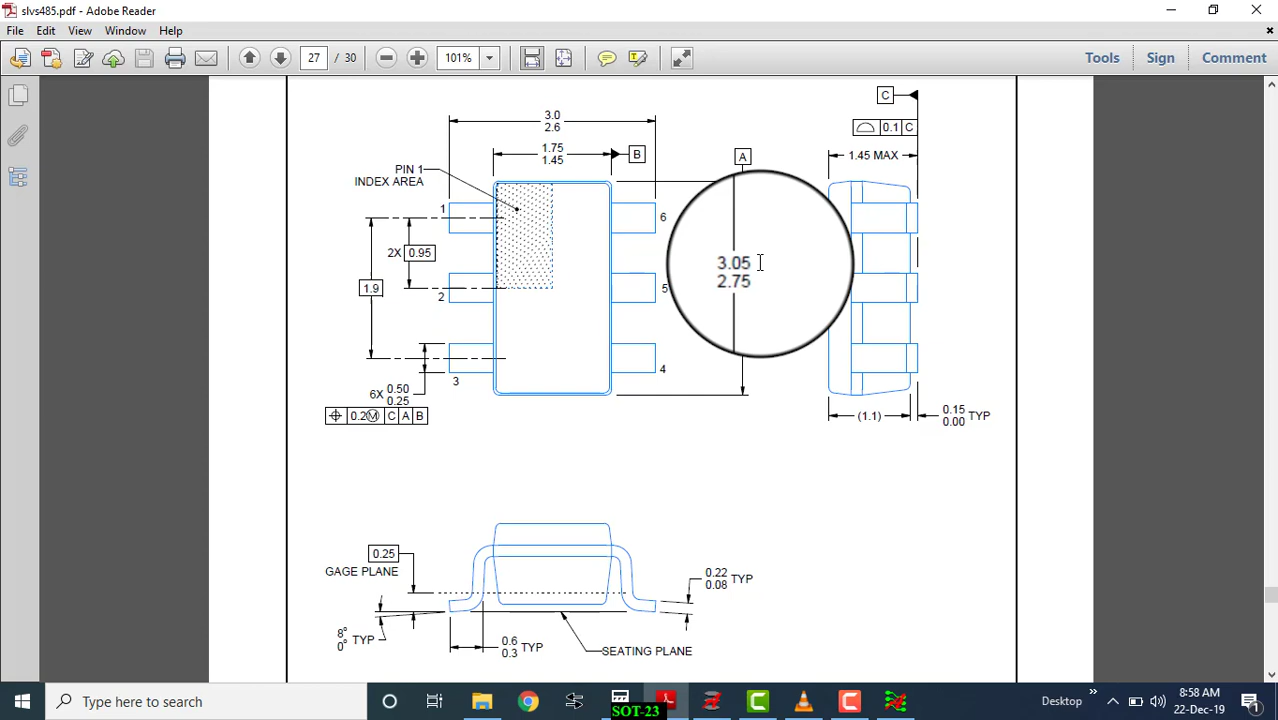 slvs485.pdf - Adobe Reader
File Edit View Window Help
27 / 30
101%
Tools Sign Comment
C
0.1 C
3.0
2.6
1.75
1.45
B
A
1.45 MAX
PIN 1
INDEX AREA
1
6
2X 0.95
3.05
2.75
1.9
2
5
3
4
6X 0.50
0.25
0.2Ⓜ C A B
(1.1)
0.15 TYP
0.00
0.25
GAGE PLANE
0.22 TYP
0.08
8° TYP
0°
0.6 TYP
0.3
SEATING PLANE
Type here to search
SOT-23
Desktop
8:58 AM
22-Dec-19
1